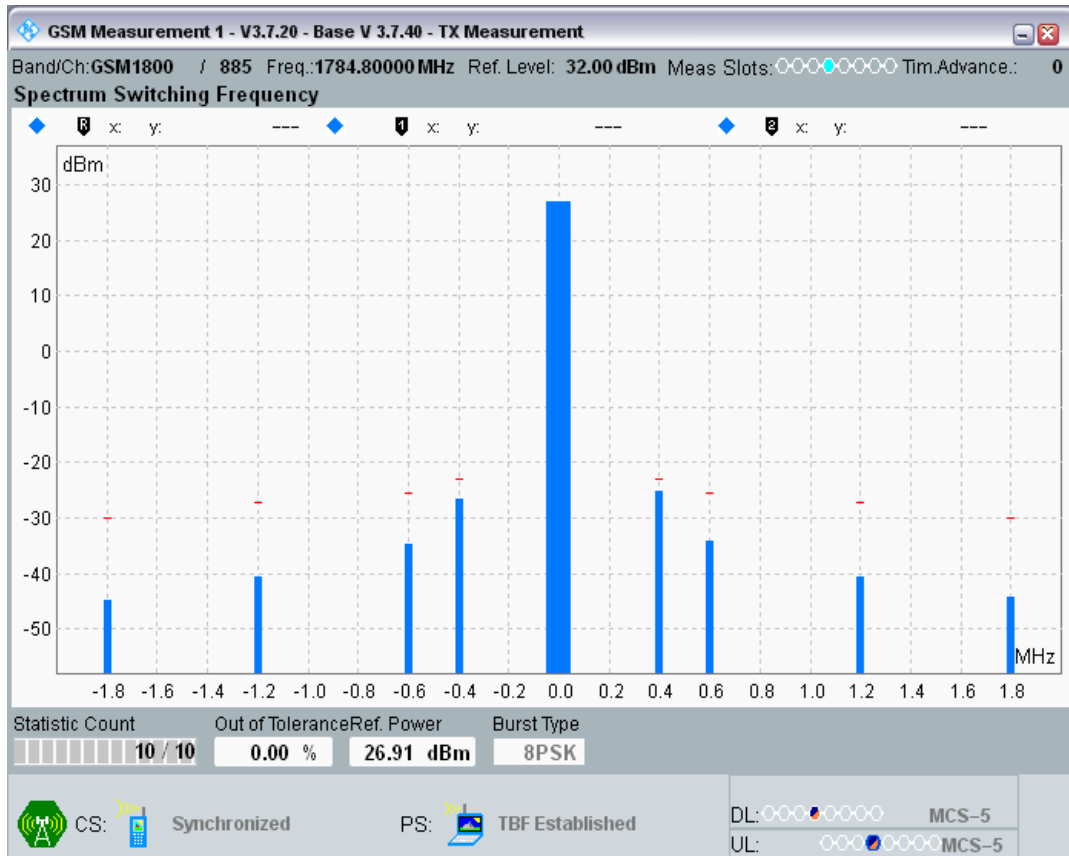 GSM Measurement 1 - V3.7.20 - Base V 3.7.40 - TX Measurement
Band/Ch:GSM1800 / 885 Freq.:1784.80000 MHz Ref. Level: 32.00 dBm Meas Slots: Tim.Advance.: 0
Spectrum Switching Frequency
R x: y: --- 1 x: y: --- 2 x: y: ---
dBm
30
20
10
0
-10
-20
-30
-40
-50
MHz
-1.8 -1.6 -1.4 -1.2 -1.0 -0.8 -0.6 -0.4 -0.2 0.0 0.2 0.4 0.6 0.8 1.0 1.2 1.4 1.6 1.8
Statistic Count Out of Tolerance Ref. Power Burst Type
10 / 10 0.00 % 26.91 dBm 8PSK
CS: Synchronized PS: TBF Established
DL: MCS-5
UL: MCS-5